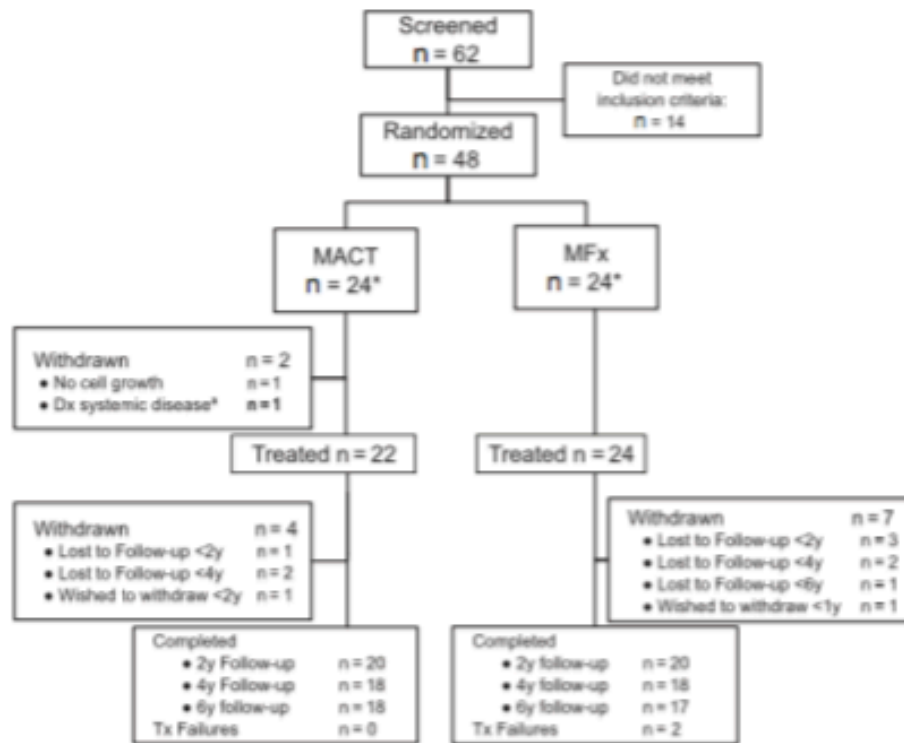 Screened
n = 62
Did not meet
inclusion criteria:
n = 14
Randomized
n = 48
MACT
n = 24*
MFx
n = 24*
Withdrawn n = 2
• No cell growth n = 1
• Dx systemic disease* n = 1
Treated n = 22
Treated n = 24
Withdrawn n = 4
• Lost to Follow-up <2y n = 1
• Lost to Follow-up <4y n = 2
• Wished to withdraw <2y n = 1
Withdrawn n = 7
• Lost to Follow-up <2y n = 3
• Lost to Follow-up <4y n = 2
• Lost to Follow-up <6y n = 1
• Wished to withdraw <1y n = 1
Completed
• 2y Follow-up n = 20
• 4y Follow-up n = 18
• 6y follow-up n = 18
Tx Failures n = 0
Completed
• 2y follow-up n = 20
• 4y follow-up n = 18
• 6y follow-up n = 17
Tx Failures n = 2